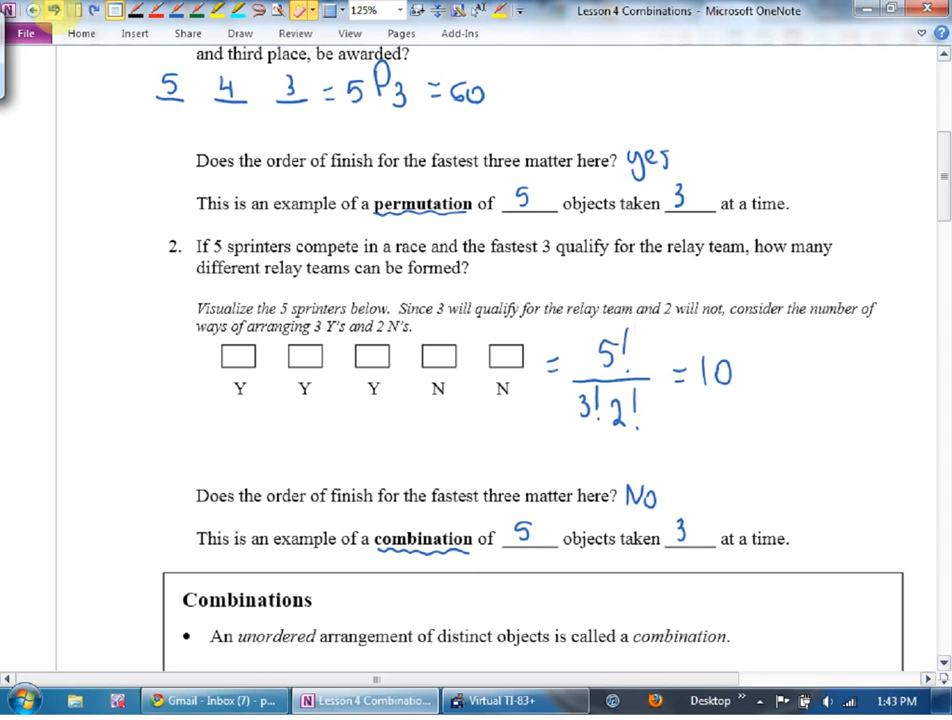 125%
Lesson 4 Combinations - Microsoft OneNote
File Home Insert Share Draw Review View Pages Add-Ins
and third place, be awarded?
5 4 3 = 5P3 = 60
Does the order of finish for the fastest three matter here? yes
This is an example of a permutation of 5 objects taken 3 at a time.
2. If 5 sprinters compete in a race and the fastest 3 qualify for the relay team, how many
different relay teams can be formed?
Visualize the 5 sprinters below. Since 3 will qualify for the relay team and 2 will not, consider the number of
ways of arranging 3 Y's and 2 N's.
= 5! / 3! 2! = 10
Y Y Y N N
Does the order of finish for the fastest three matter here? No
This is an example of a combination of 5 objects taken 3 at a time.
Combinations
• An unordered arrangement of distinct objects is called a combination.
Gmail - Inbox (7) - p... Lesson 4 Combinatio... Virtual TI-83+ Desktop 1:43 PM